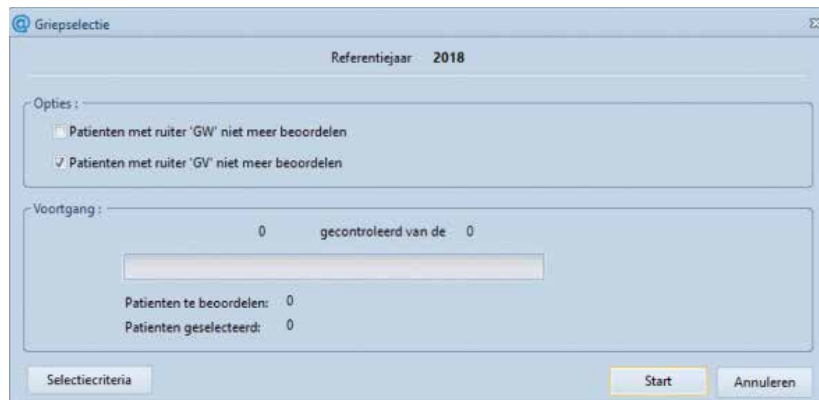 Griepselectie
Referentiejaar 2018
Opties :
Patienten met ruiter 'GW' niet meer beoordelen
Patienten met ruiter 'GV' niet meer beoordelen
Voortgang :
0 gecontroleerd van de 0
Patienten te beoordelen: 0
Patienten geselecteerd: 0
Selectiecriteria Start Annuleren